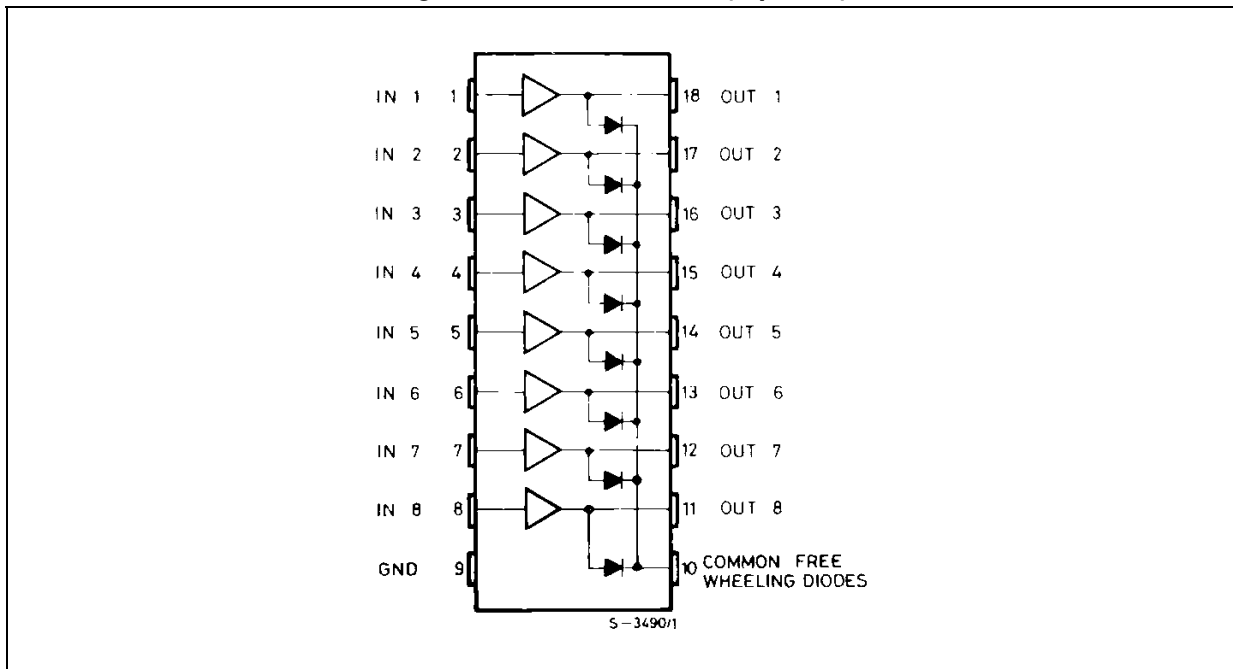 IN 1 1 18 OUT 1
IN 2 2 17 OUT 2
IN 3 3 16 OUT 3
IN 4 4 15 OUT 4
IN 5 5 14 OUT 5
IN 6 6 13 OUT 6
IN 7 7 12 OUT 7
IN 8 8 11 OUT 8
GND 9 10 COMMON FREE
WHEELING DIODES
S-3490/1